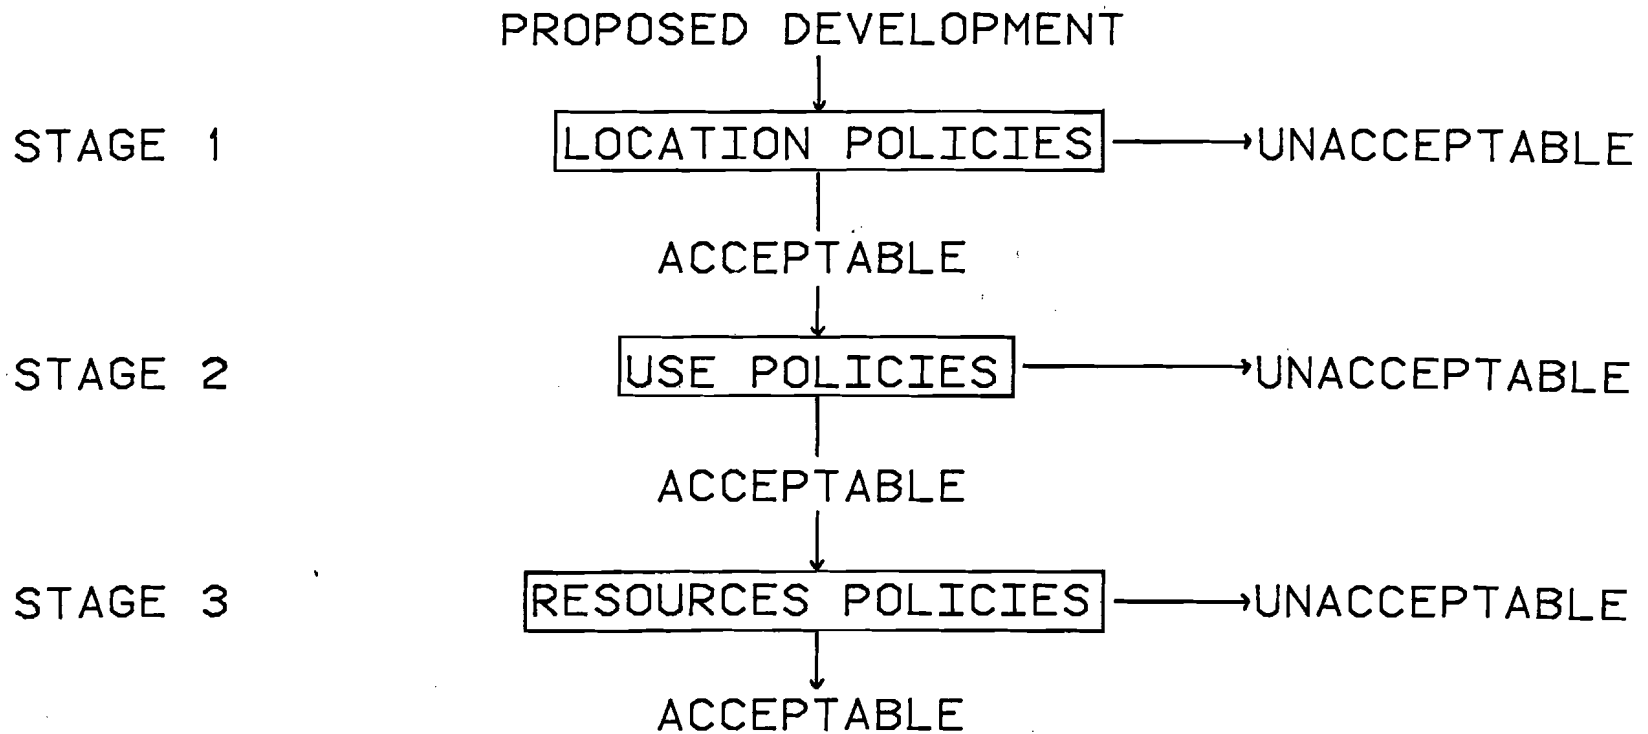 PROPOSED DEVELOPMENT
STAGE 1 LOCATION POLICIES UNACCEPTABLE
ACCEPTABLE
STAGE 2 USE POLICIES UNACCEPTABLE
ACCEPTABLE
STAGE 3 RESOURCES POLICIES UNACCEPTABLE
ACCEPTABLE